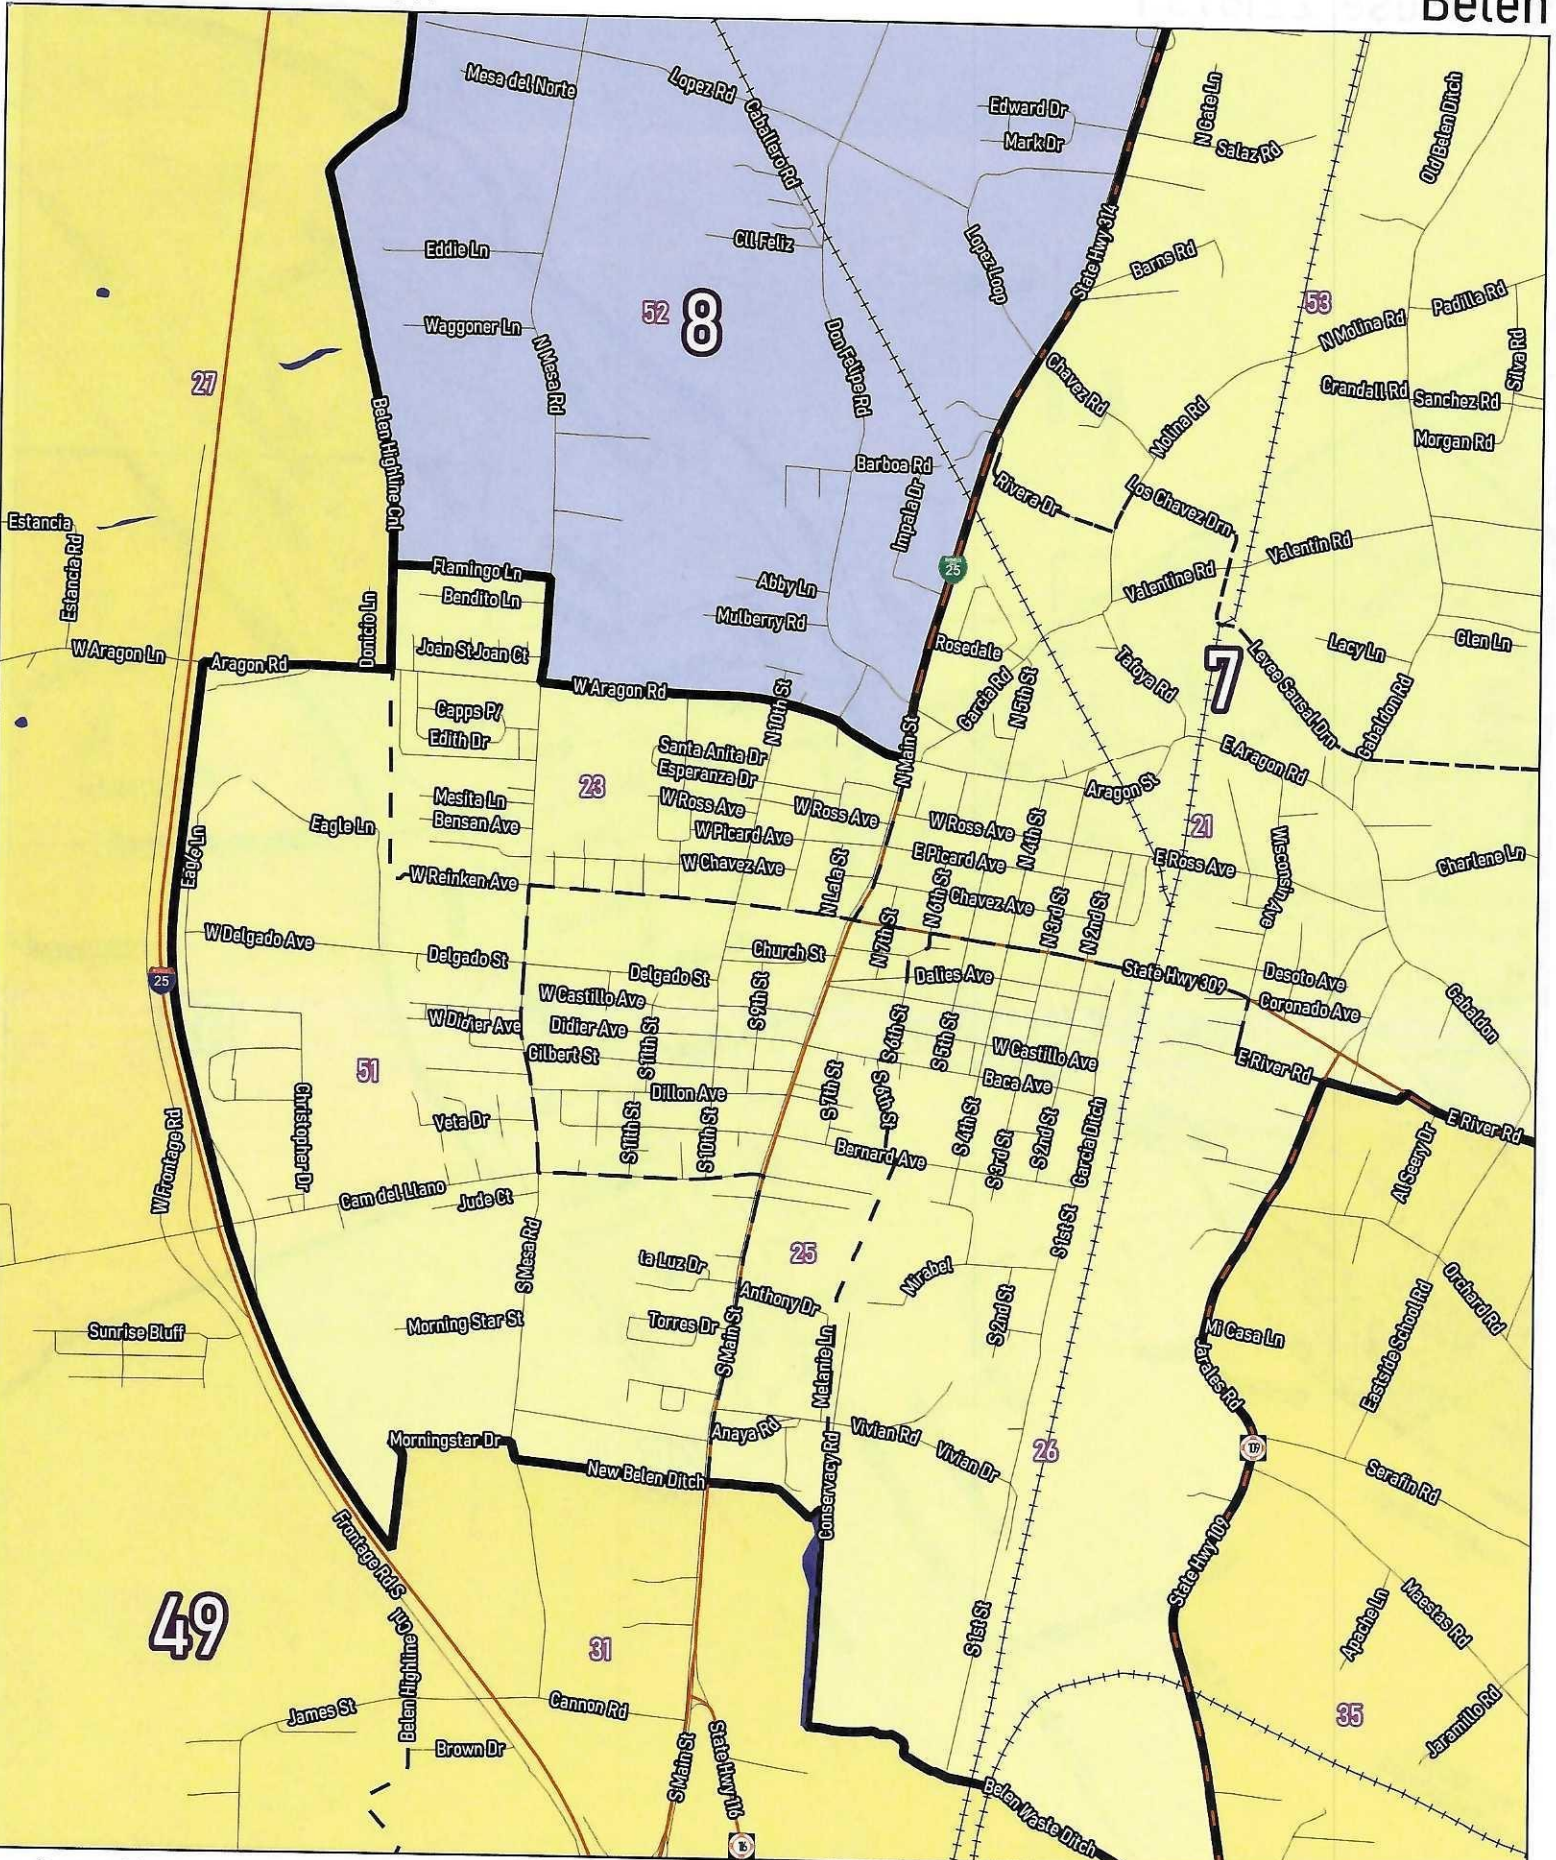 Belen
Mesa del Norte
Lopez Rd
Caballero Rd
Edward Dr
Mark Dr
N Gate Ln
Salaz Rd
Old Belen Ditch
Eddie Ln
Cll Feliz
Lopez Loop
State Hwy 314
Barns Rd
52
8
53
Padilla Rd
N Molina Rd
Silva Rd
Waggoner Ln
N Mesa Rd
Don Felipe Rd
27
Chavez Rd
Crandall Rd
Sanchez Rd
Molina Rd
Morgan Rd
Belen Highline Cnl
Barboa Rd
Impala Dr
Rivera Dr
Los Chavez Drn
Estancia
Estancia Rd
Valentin Rd
Flamingo Ln
25
Valentine Rd
Bendito Ln
Abby Ln
Donicio Ln
Mulberry Rd
W Aragon Ln
Aragon Rd
Joan St
Joan Ct
Rosedale
Tafoya Rd
7
Levee Sausal Drn
Lacy Ln
Glen Ln
W Aragon Rd
N 10th St
Garcia Rd
N 5th St
Gabaldon Rd
Capps Pl
Edith Dr
Santa Anita Dr
Esperanza Dr
N Main St
E Aragon Rd
Aragon St
23
Mesita Ln
Bensan Ave
W Ross Ave
W Ross Ave
W Ross Ave
N 4th St
21
Eagle Ln
Eagle Ln
W Picard Ave
E Picard Ave
E Ross Ave
Wisconsin Ave
Charlene Ln
W Chavez Ave
N Lala St
W Reinken Ave
N 6th St
Chavez Ave
N 3rd St
N 2nd St
N 7th St
W Delgado Ave
Delgado St
Church St
Delgado St
25
Dalies Ave
State Hwy 309
Desoto Ave
Coronado Ave
Gabaldon
W Castillo Ave
S 9th St
W Didier Ave
Didier Ave
S 11th St
S 6th St
S 5th St
W Castillo Ave
Gilbert St
51
Baca Ave
E River Rd
Dillon Ave
S 7th St
S 6th St
E River Rd
Christopher Dr
Veta Dr
S 11th St
S 10th St
S 4th St
S 3rd St
S 2nd St
Garcia Ditch
Al Seery Dr
W Frontage Rd
Bernard Ave
Cam del Llano
Jude Ct
S Mesa Rd
la Luz Dr
25
S 1st St
Mirabel
Anthony Dr
Orchard Rd
Eastside School Rd
Sunrise Bluff
Morning Star St
Torres Dr
S Main St
Melanie Ln
S 2nd St
Mi Casa Ln
Jarales Rd
Morningstar Dr
Anaya Rd
Vivian Rd
Vivian Dr
26
109
New Belen Ditch
Conservacy Rd
Serafin Rd
Frontage Rd S
State Hwy 109
Belen Highline Cnl
49
31
S 1st St
Apache Ln
Maestas Rd
James St
Cannon Rd
35
Jaramillo Rd
Brown Dr
S Main St
State Hwy 116
Belen Waste Ditch
116